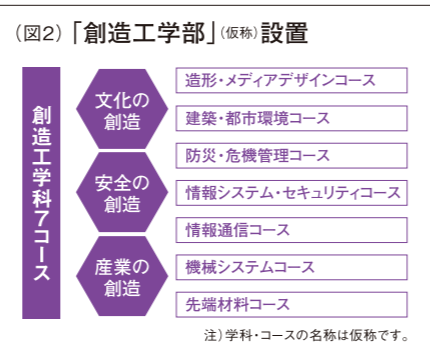 （図2）「創造工学部」(仮称)設置
創造工学科7コース
文化の
創造
安全の
創造
産業の
創造
造形・メディアデザインコース
建築・都市環境コース
防災・危機管理コース
情報システム・セキュリティコース
情報通信コース
機械システムコース
先端材料コース
注）学科・コースの名称は仮称です。